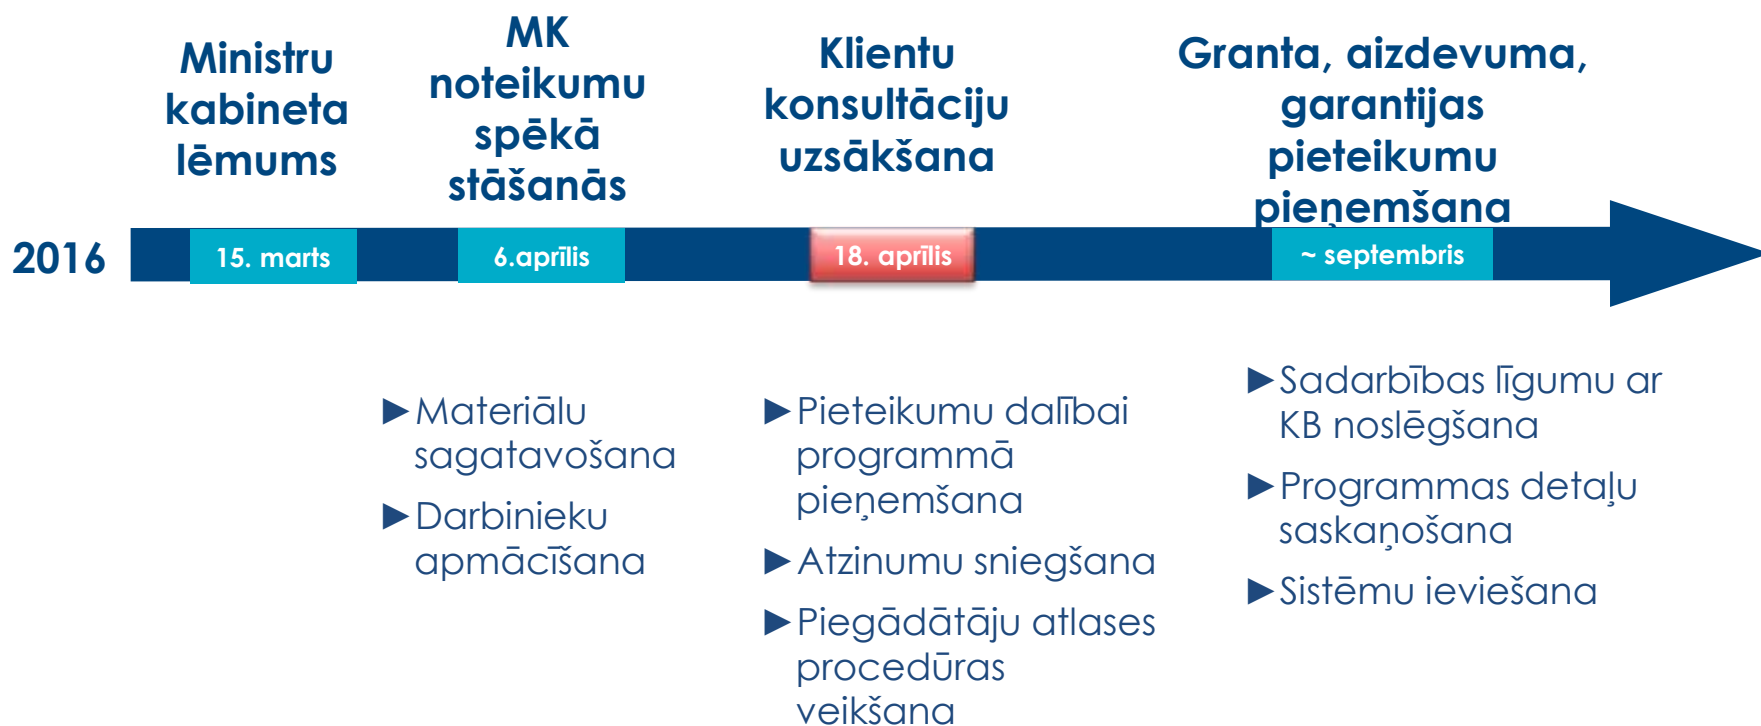 Ministru
kabineta
lēmums
MK
noteikumu
spēkā
stāšanās
Klientu
konsultāciju
uzsākšana
Granta, aizdevuma,
garantijas
pieteikumu
pieņemšana
2016
15. marts
6.aprīlis
18. aprīlis
~ septembris
►Materiālu
sagatavošana
►Darbinieku
apmācīšana
►Pieteikumu dalībai
programmā
pieņemšana
►Atzinumu sniegšana
►Piegādātāju atlases
procedūras
veikšana
►Sadarbības līgumu ar
KB noslēgšana
►Programmas detaļu
saskaņošana
►Sistēmu ieviešana